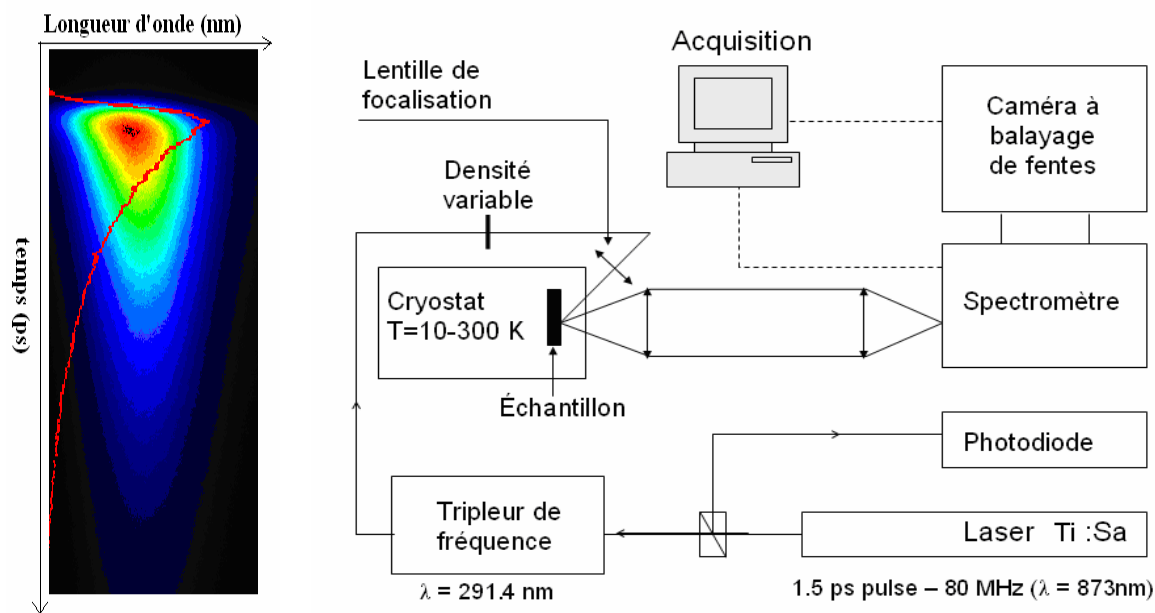 Longueur d'onde (nm)
temps (ps)
Acquisition
Lentille de
focalisation
Densité
variable
Caméra à
balayage
de fentes
Cryostat
T=10-300 K
Spectromètre
Échantillon
Photodiode
Tripleur de
fréquence
Laser Ti :Sa
λ = 291.4 nm
1.5 ps pulse – 80 MHz (λ = 873nm)